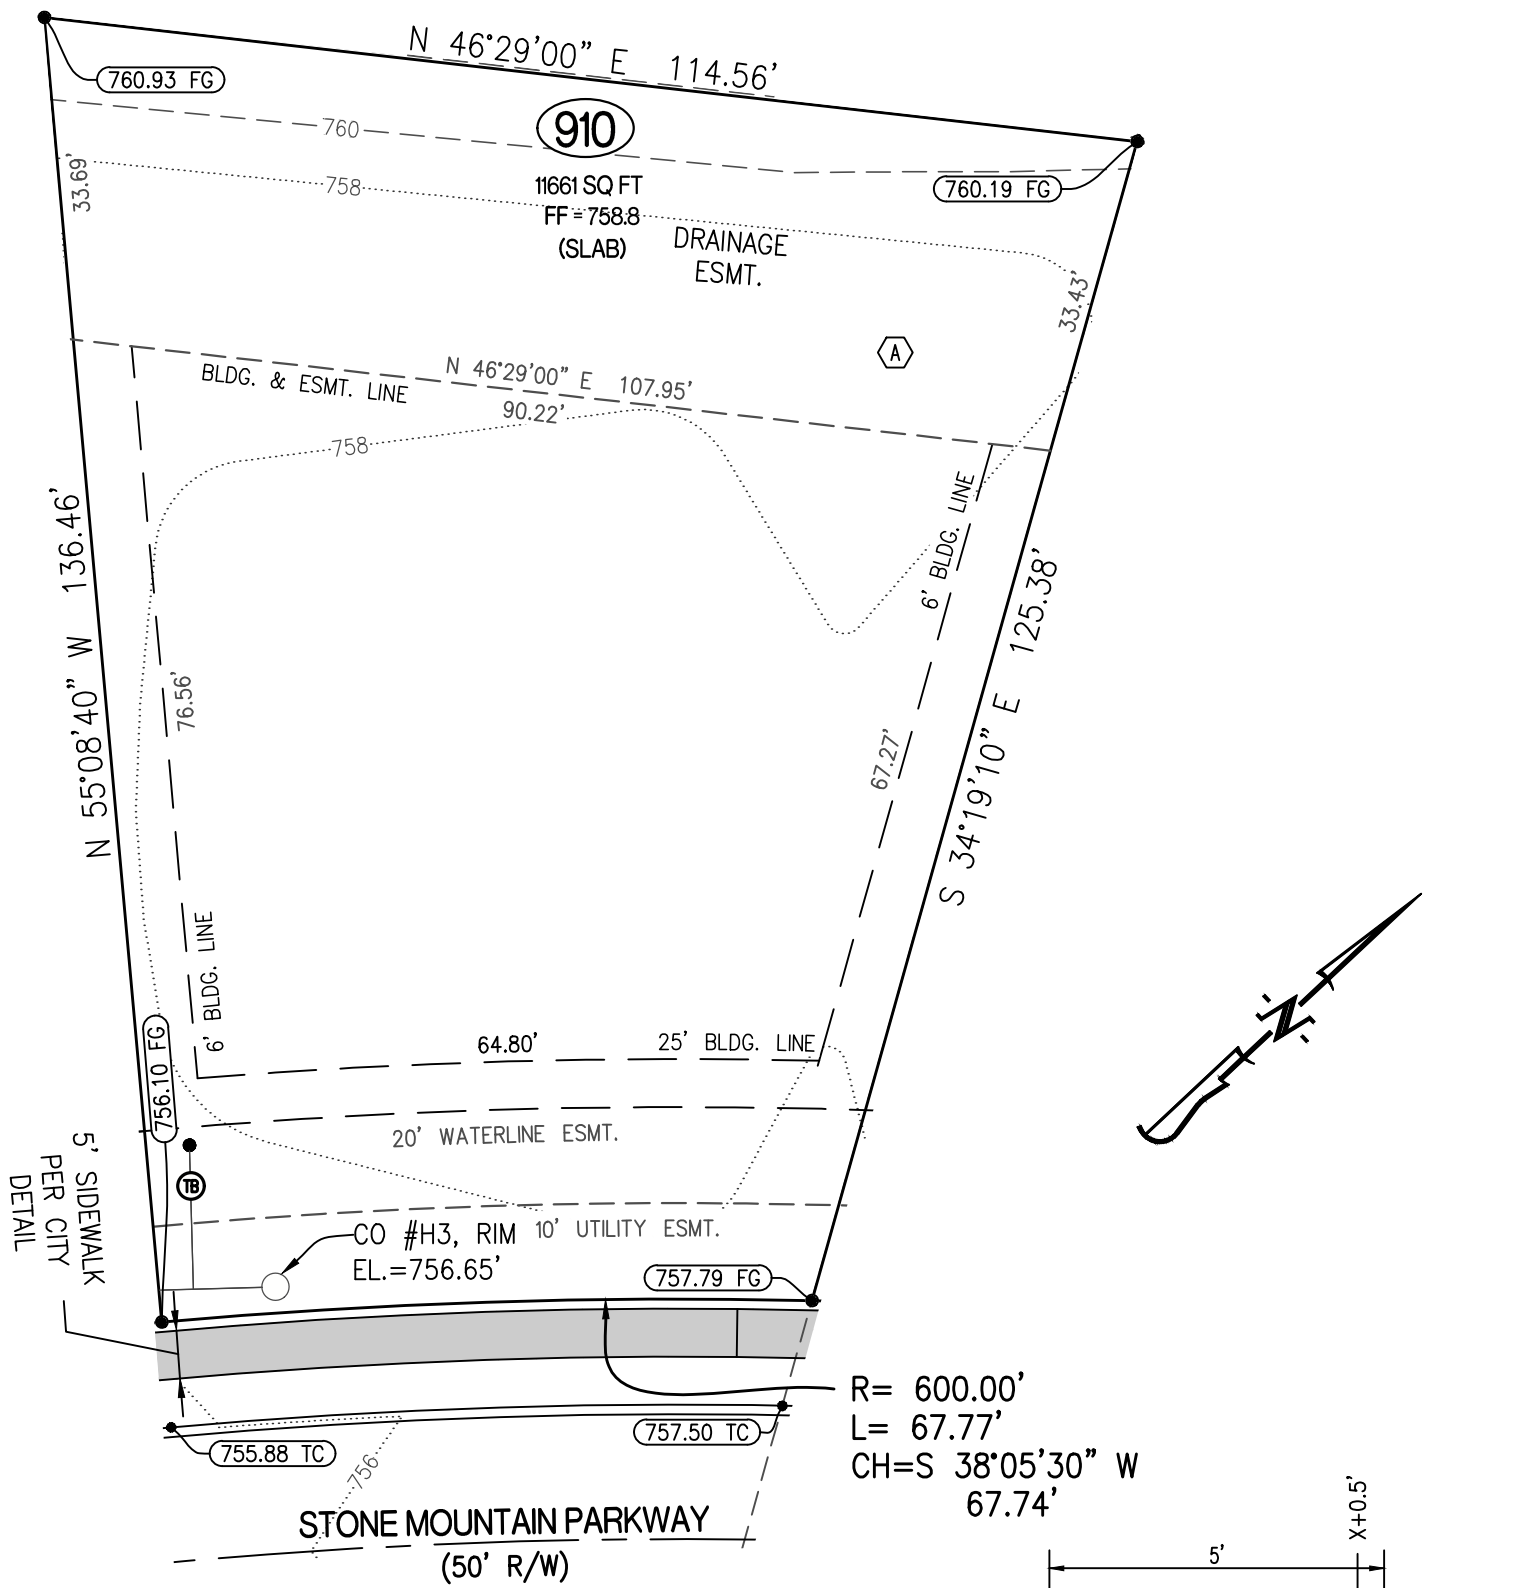 N 46°29'00" E 114.56'
760.93 FG
910
760
11661 SQ FT
758
FF = 758.8
(SLAB)
33.69'
760.19 FG
DRAINAGE
ESMT.
33.43'
A
N 46°29'00" E 107.95'
BLDG. & ESMT. LINE
90.22'
758
6' BLDG. LINE
N 55°08'40" W 136.46'
S 34°19'10" E 125.38'
76.56'
67.27'
6' BLDG. LINE
64.80'
25' BLDG. LINE
756.10 FG
20' WATERLINE ESMT.
5' SIDEWALK
PER CITY
DETAIL
TB
10' UTILITY ESMT.
CO #H3, RIM
EL.=756.65'
757.79 FG
N
R= 600.00'
L= 67.77'
CH=S 38°05'30" W
67.74'
757.50 TC
755.88 TC
756
STONE MOUNTAIN PARKWAY
(50' R/W)
5'
X+0.5'